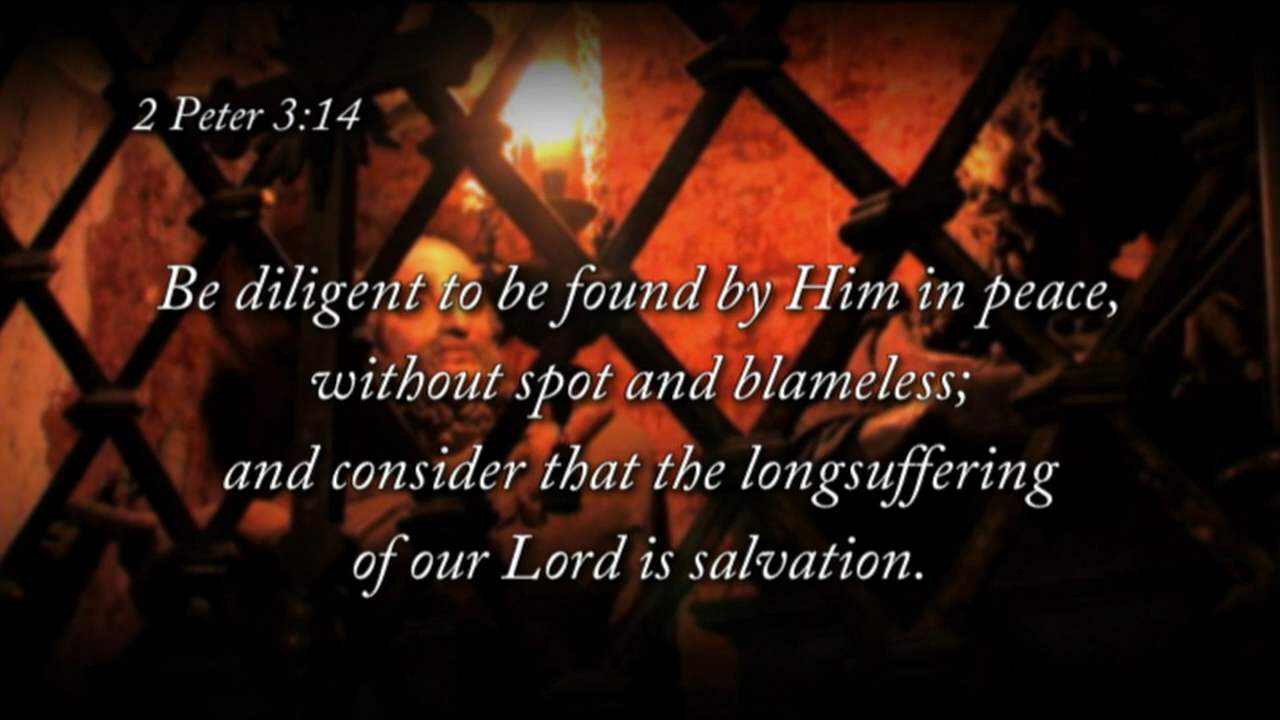 2 Peter 3:14
Be diligent to be found by Him in peace,
without spot and blameless;
and consider that the longsuffering
of our Lord is salvation.